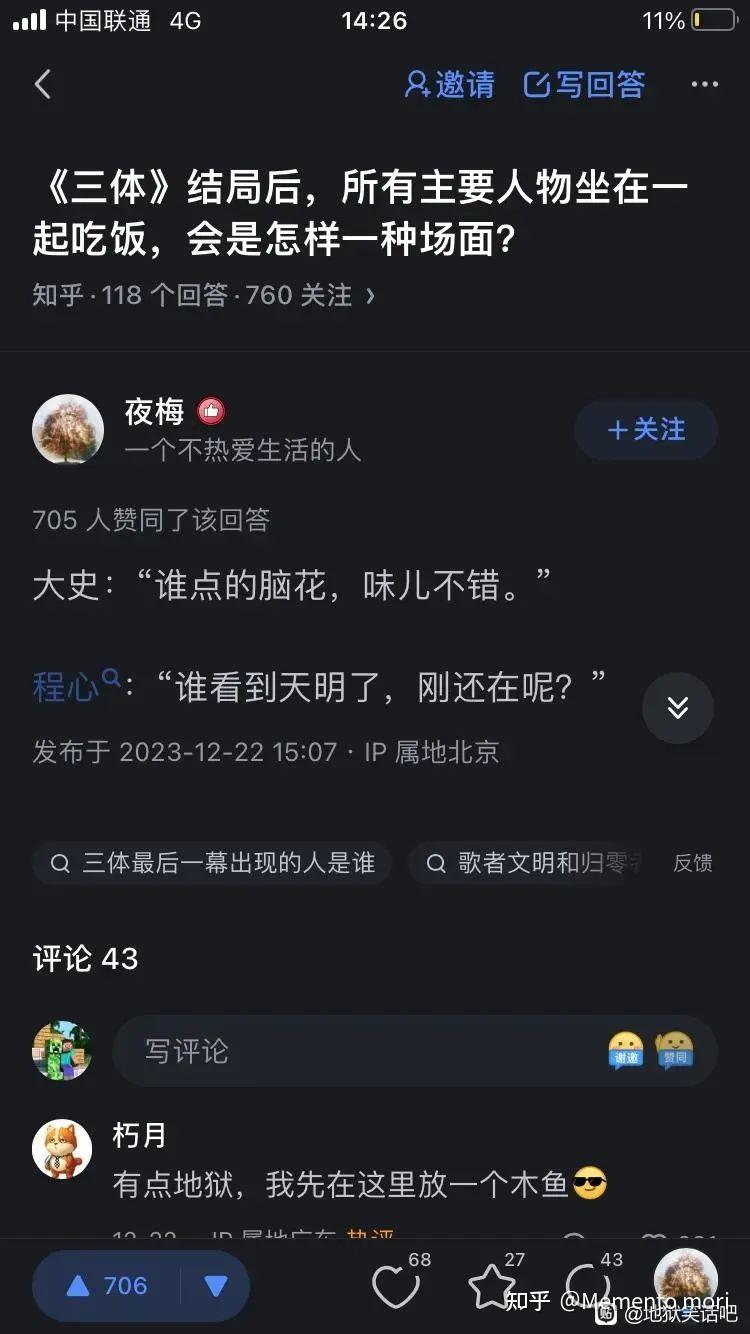 中国联通 4G 14:26 11%
邀请 写回答
《三体》结局后，所有主要人物坐在一
起吃饭，会是怎样一种场面？
知乎·118 个回答·760 关注 ›
夜梅
一个不热爱生活的人
+关注
705 人赞同了该回答
大史：“谁点的脑花，味儿不错。”
程心：“谁看到天明了，刚还在呢？”
发布于 2023-12-22 15:07 · IP 属地北京
三体最后一幕出现的人是谁
歌者文明和归零
反馈
评论 43
写评论
谢邀
赞同
朽月
有点地狱，我先在这里放一个木鱼😎
706
68
27
43
知乎 @Memento mori
贴 @地狱笑话吧